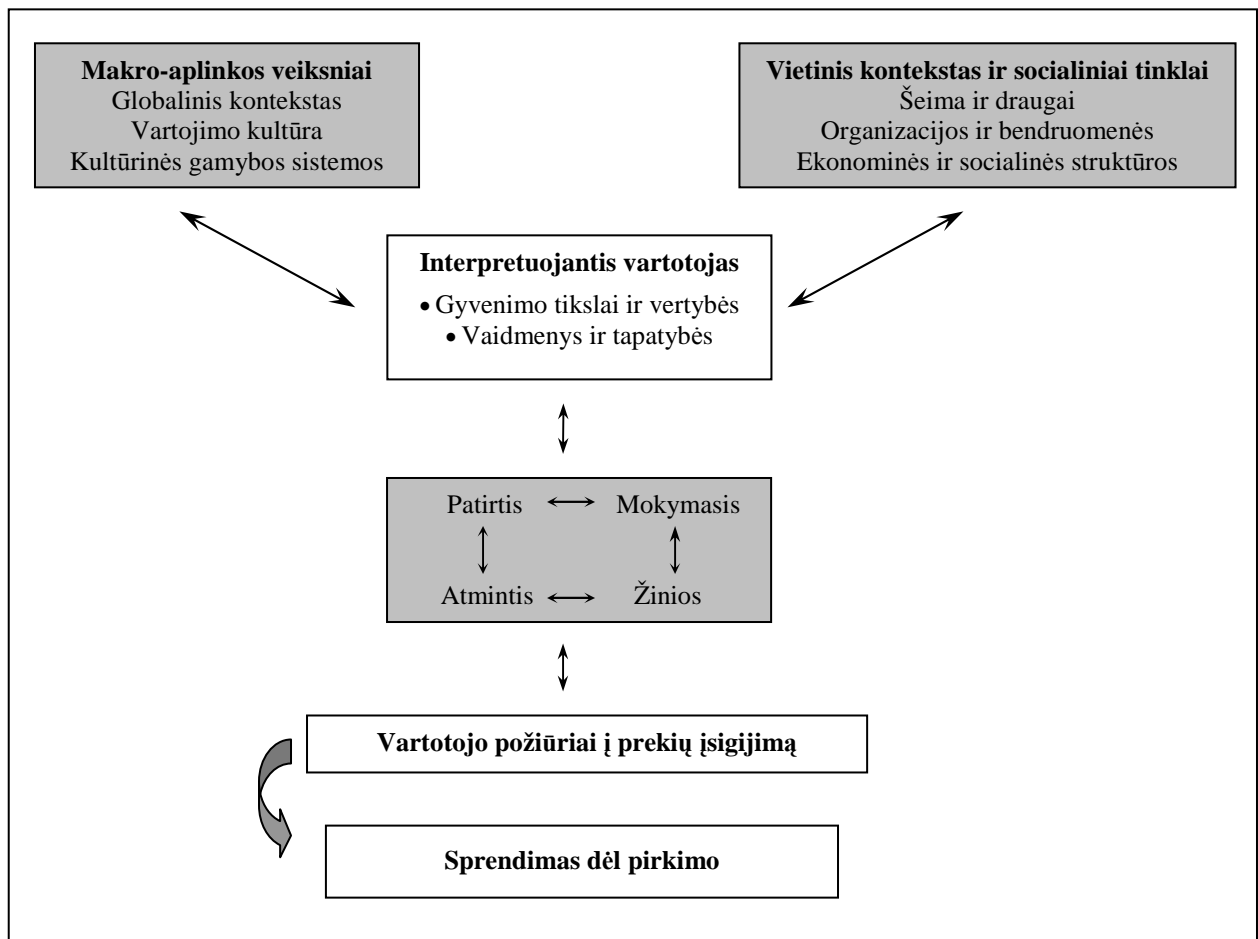 Makro-aplinkos veiksniai
Globalinis kontekstas
Vartojimo kultūra
Kultūrinės gamybos sistemos
Vietinis kontekstas ir socialiniai tinklai
Šeima ir draugai
Organizacijos ir bendruomenės
Ekonominės ir socialinės struktūros
Interpretuojantis vartotojas
• Gyvenimo tikslai ir vertybės
• Vaidmenys ir tapatybės
Patirtis Mokymasis
Atmintis Žinios
Vartotojo požiūriai į prekių įsigijimą
Sprendimas dėl pirkimo